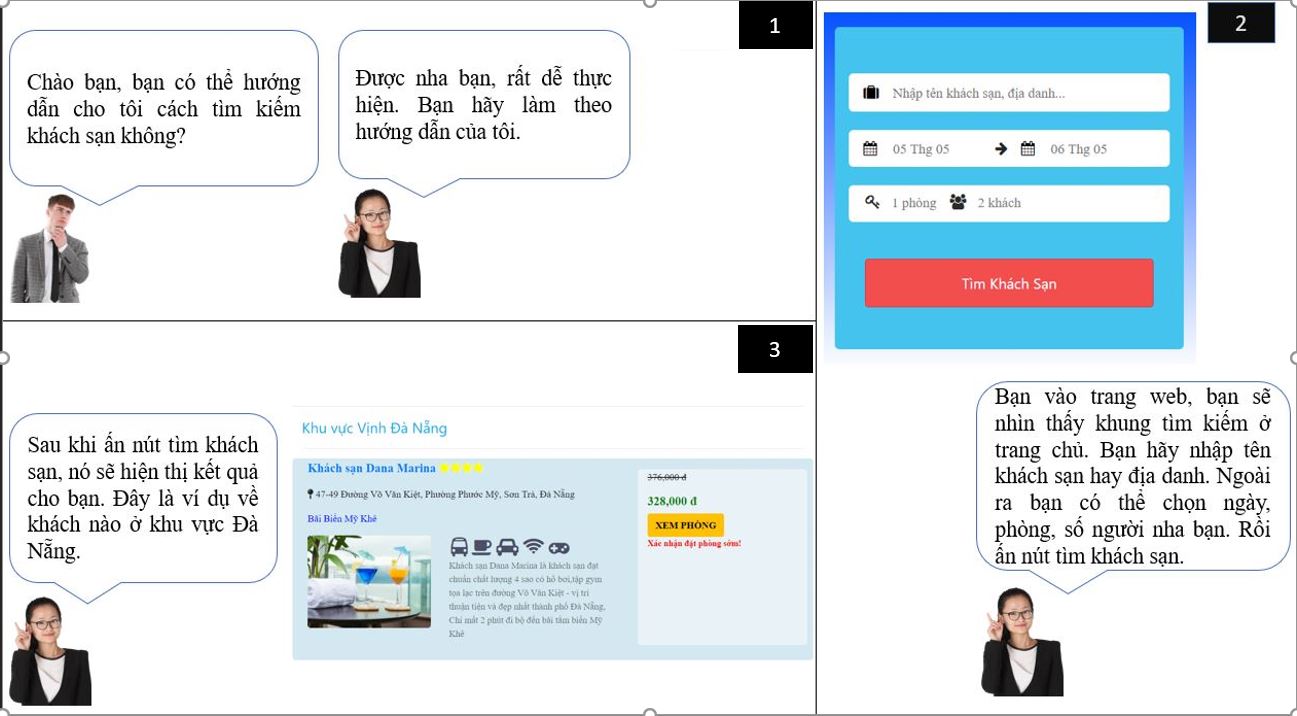 1
Chào bạn, bạn có thể hướng
dẫn cho tôi cách tìm kiếm
khách sạn không?
Được nha bạn, rất dễ thực
hiện. Bạn hãy làm theo
hướng dẫn của tôi.
2
Nhập tên khách sạn, địa danh...
05 Thg 05
06 Thg 05
1 phòng
2 khách
Tìm Khách Sạn
Bạn vào trang web, bạn sẽ
nhìn thấy khung tìm kiếm ở
trang chủ. Bạn hãy nhập tên
khách sạn hay địa danh. Ngoài
ra bạn có thể chọn ngày,
phòng, số người nha bạn. Rồi
ấn nút tìm khách sạn.
3
Sau khi ấn nút tìm khách
sạn, nó sẽ hiện thị kết quả
cho bạn. Đây là ví dụ về
khách nào ở khu vực Đà
Nẵng.
Khu vực Vịnh Đà Nẵng
Khách sạn Dana Marina
47-49 Đường Võ Văn Kiệt, Phường Phước Mỹ, Sơn Trà, Đà Nẵng
Bãi Biển Mỹ Khê
Khách sạn Dana Marina là khách sạn đạt
chuẩn chất lượng 4 sao có hồ bơi,tập gym
tọa lạc trên đường Võ Văn Kiệt - vị trí
thuận tiện và đẹp nhất thành phố Đà Nẵng,
Chỉ mất 2 phút đi bộ đến bãi tắm biển Mỹ
Khê
376,000 đ
328,000 đ
XEM PHÒNG
Xác nhận đặt phòng sớm!